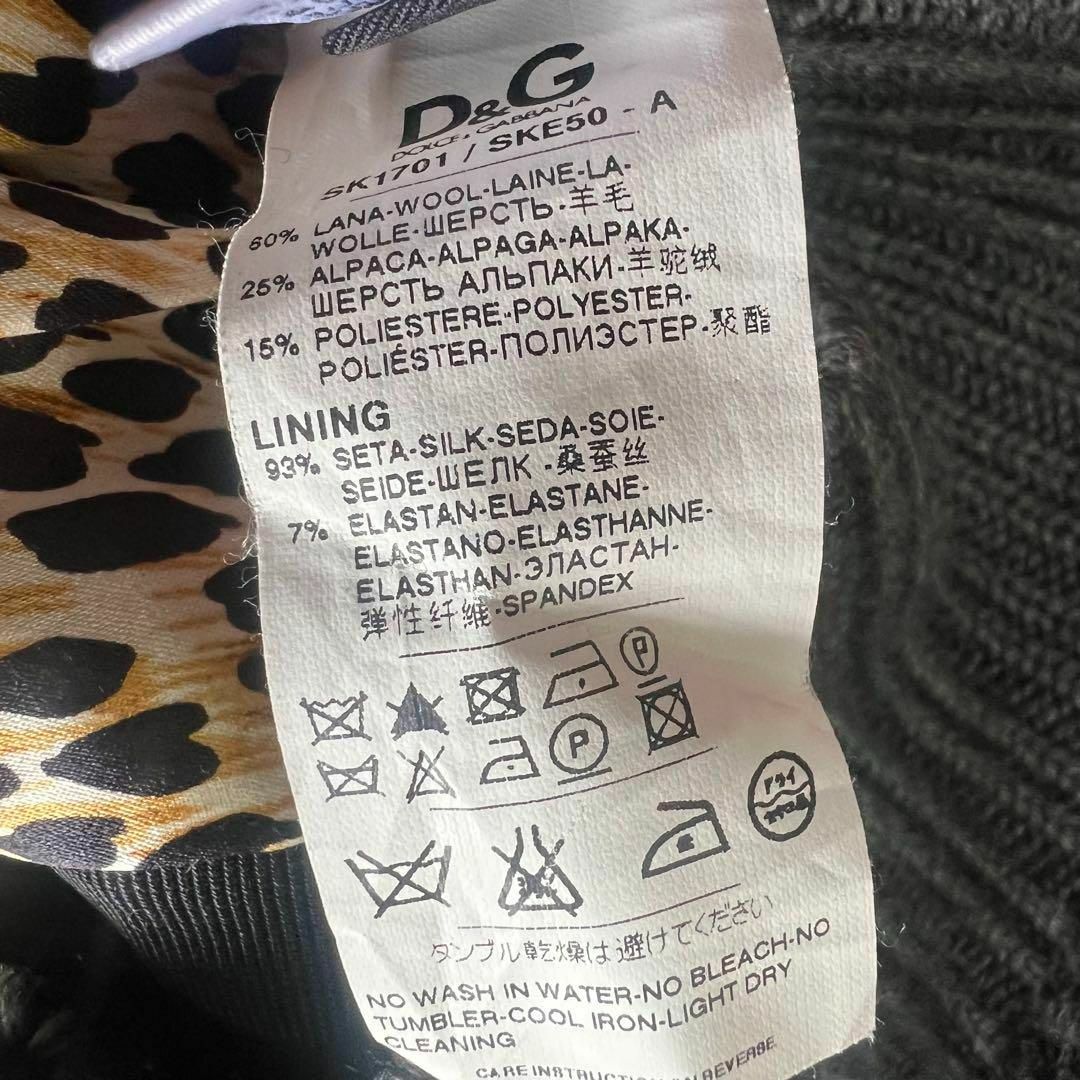 D&G
DOLCE & GABBANA
SK1701 / SKE50 - A
60% LANA-WOOL-LAINE-LA-
WOLLE-ШЕРСТЬ-羊毛
25% ALPACA-ALPAGA-ALPAKA-
ШЕРСТЬ АЛЬПАКИ-羊驼绒
15% POLIESTERE-POLYESTER-
POLIÉSTER-ПОЛИЭСТЕР-聚酯
LINING
93% SETA-SILK-SEDA-SOIE-
SEIDE-ШЕЛК-桑蚕丝
7% ELASTAN-ELASTANE-
ELASTANO-ELASTHANNE-
ELASTHAN-ЭЛАСТАН-
弹性纤维-SPANDEX
P
P
ドライ
タンブル乾燥は避けてください
NO WASH IN WATER-NO BLEACH-NO
TUMBLER-COOL IRON-LIGHT DRY
CLEANING
CARE INSTRUCTION ON REVERSE